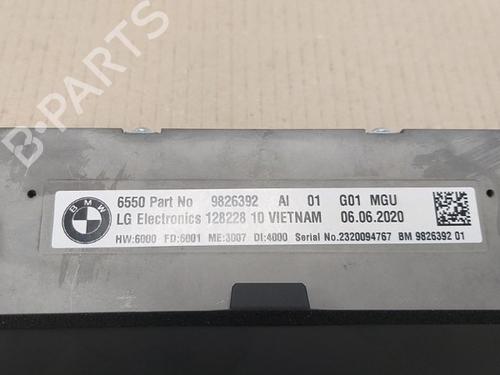 B-PARTS
BMW
6550 Part No 9826392 AI 01 G01 MGU
LG Electronics 128228 10 VIETNAM 06.06.2020
HW:6000 FD:6001 ME:3007 DI:4000 Serial No.2320094767 BM 9826392 01